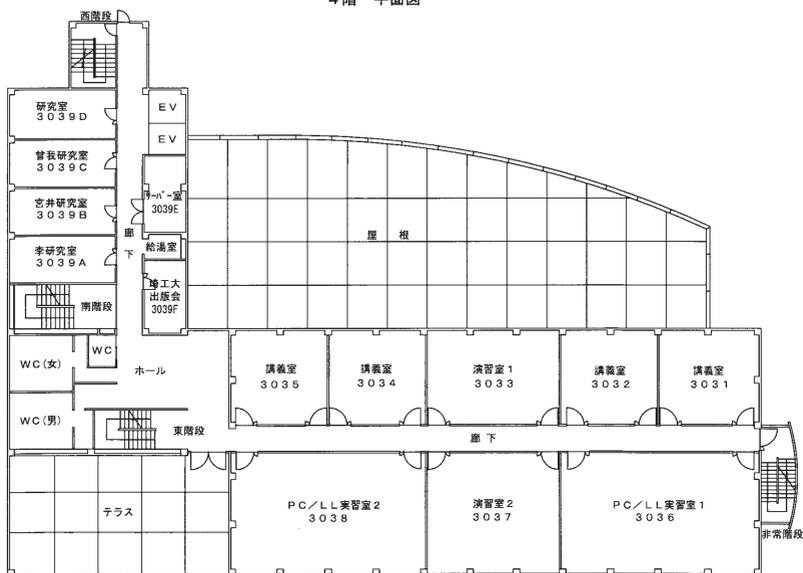 4階 平面図
西階段
研究室
3039D
EV
EV
曽我研究室
3039C
サーバー室
3039E
宮井研究室
3039B
廊
下
屋 根
給湯室
李研究室
3039A
埼工大
出版会
3039F
南階段
WC
WC(女)
ホール
講義室
3035
講義室
3034
演習室1
3033
講義室
3032
講義室
3031
WC(男)
東階段
廊下
テラス
PC/LL実習室2
3038
演習室2
3037
PC/LL実習室1
3036
非常階段